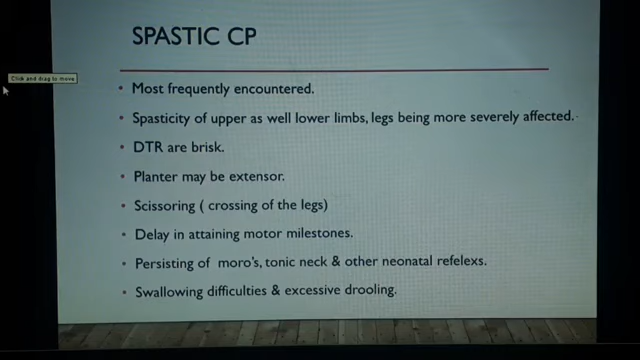 SPASTIC CP
Click and drag to move
• Most frequently encountered.
• Spasticity of upper as well lower limbs, legs being more severely affected.
• DTR are brisk.
• Planter may be extensor.
• Scissoring ( crossing of the legs)
• Delay in attaining motor milestones.
• Persisting of moro's, tonic neck & other neonatal refelexs.
• Swallowing difficulties & excessive drooling.